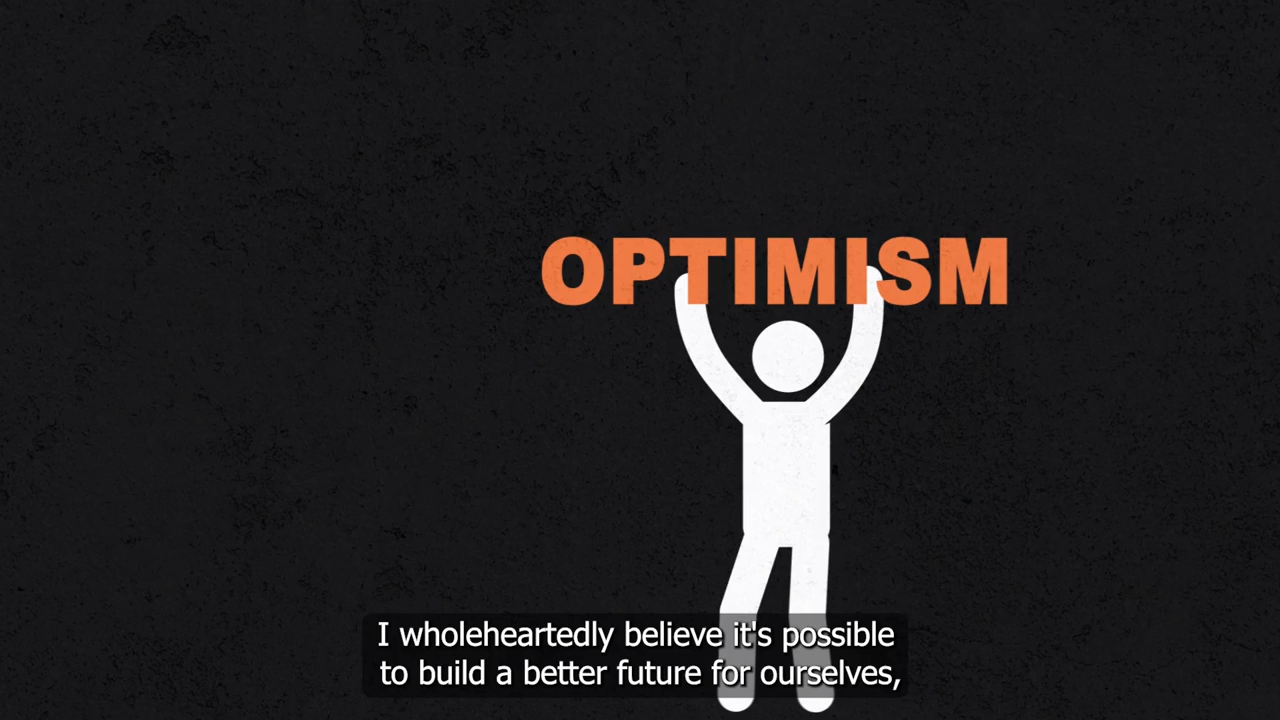 OPTIMISM
I wholeheartedly believe it's possible
to build a better future for ourselves,